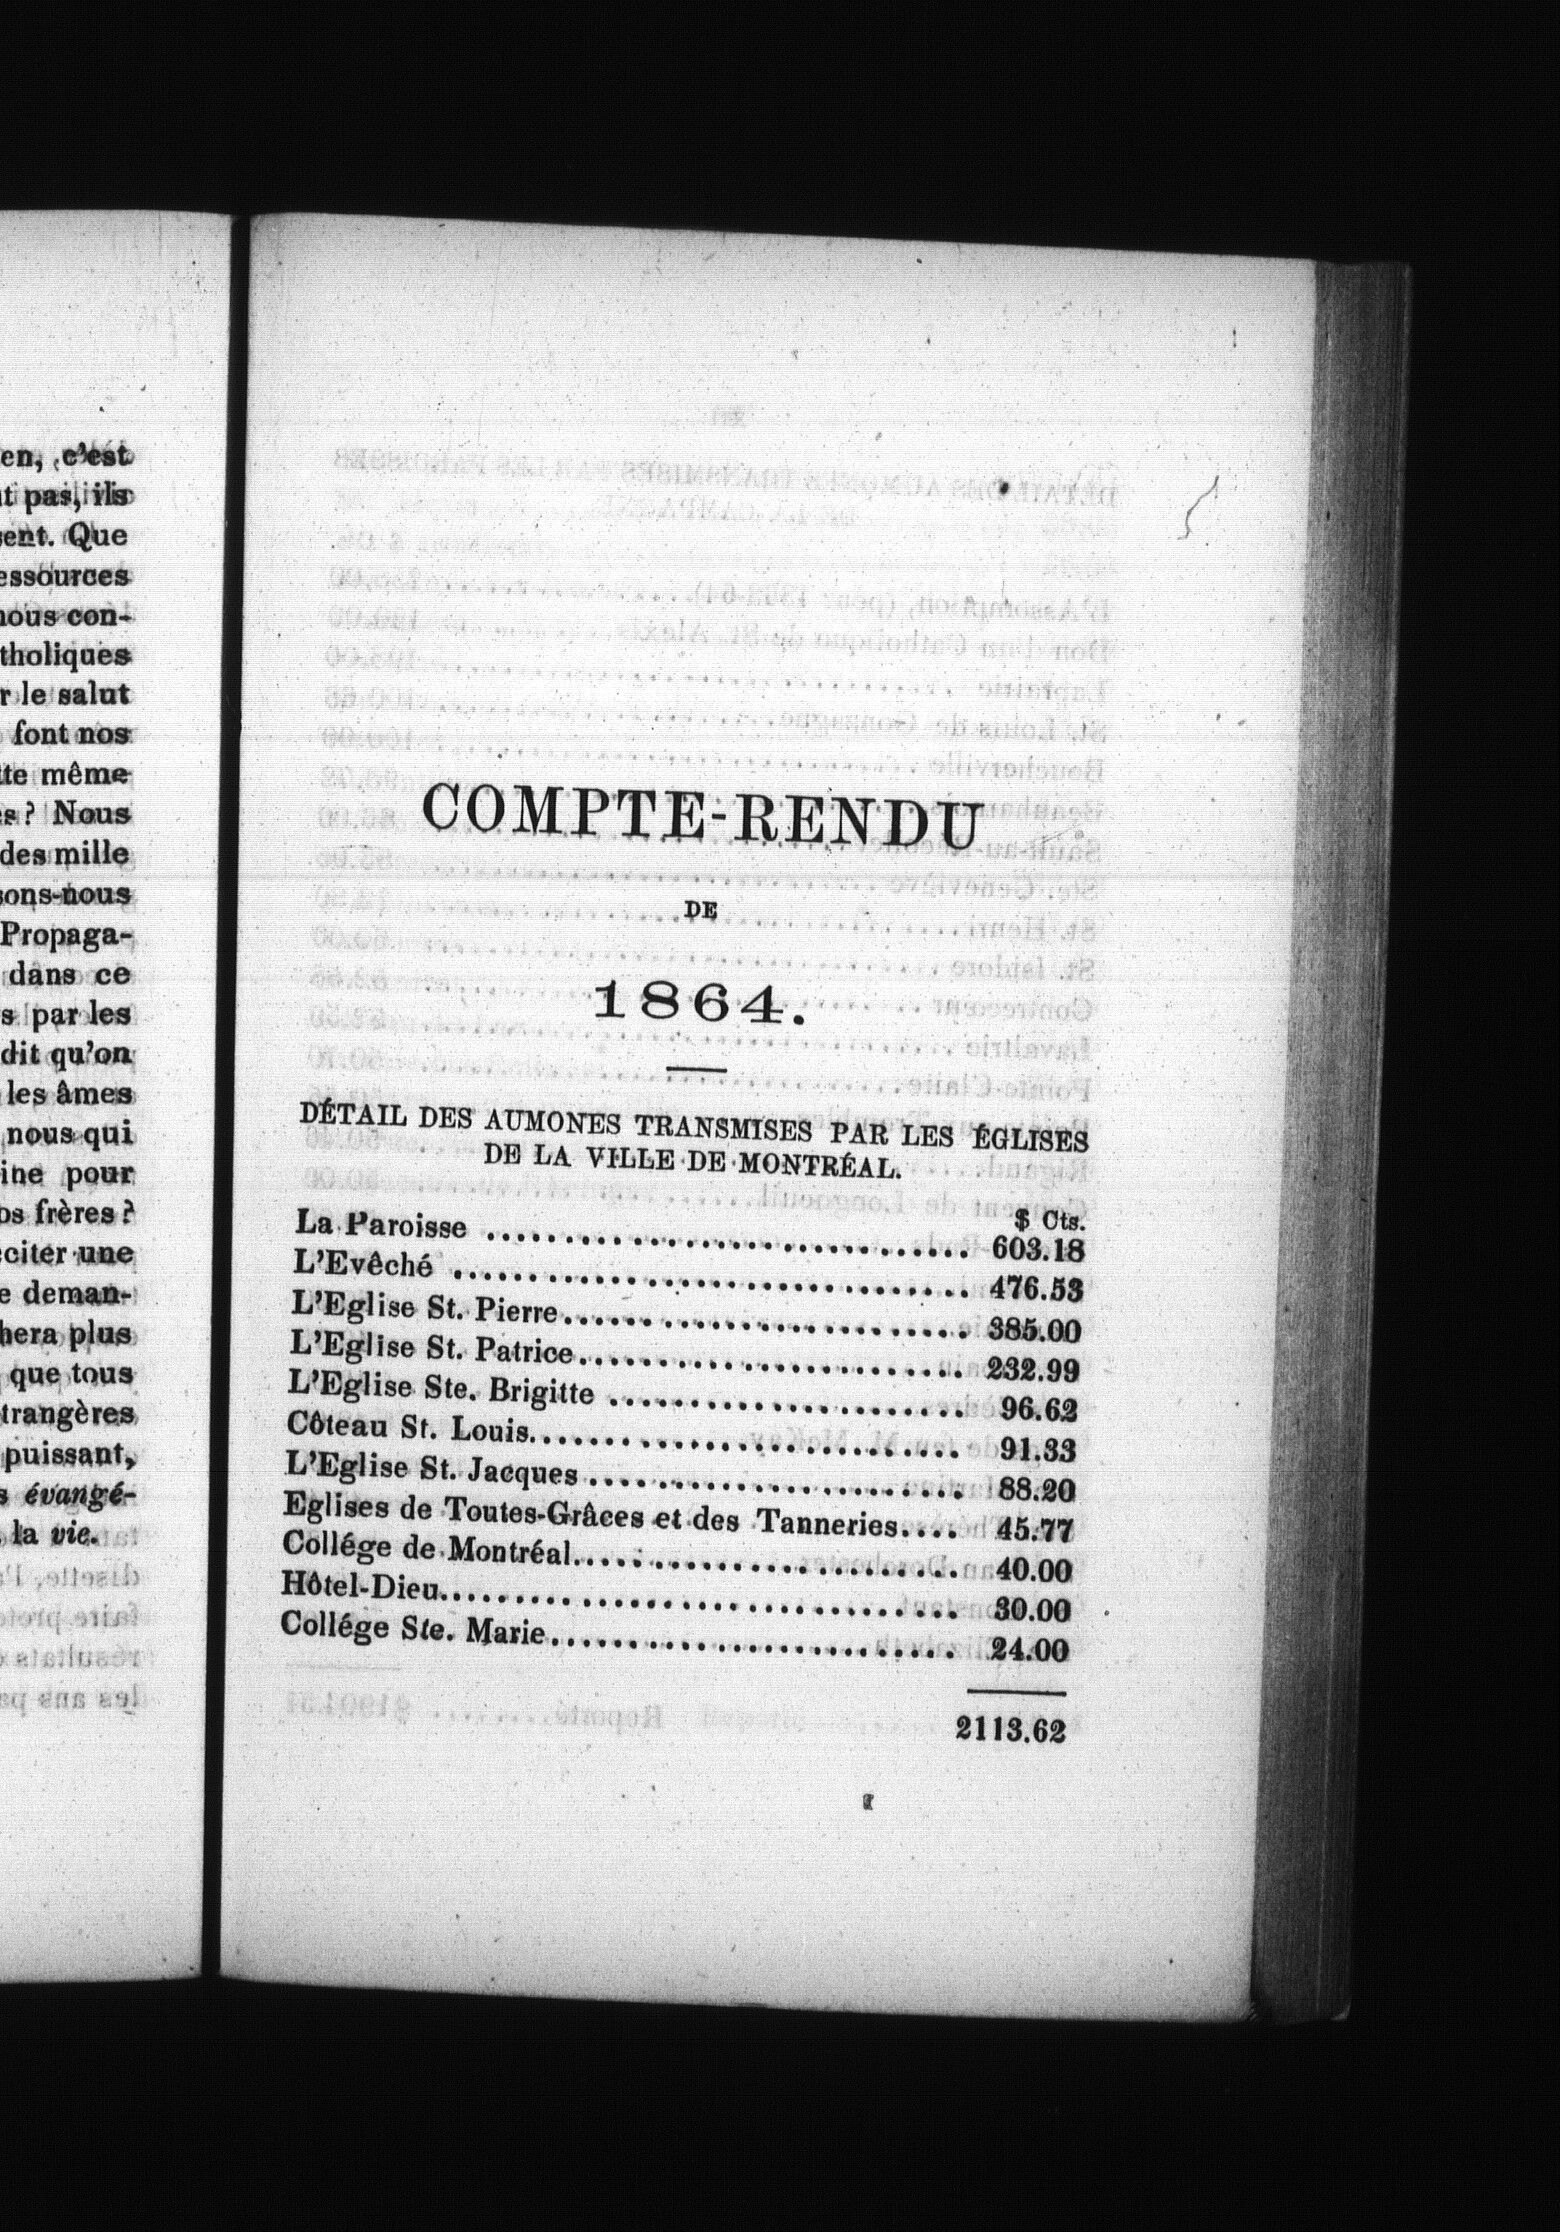 en, c'est
t pas, ils
sent. Que
essources
nous con-
tholiques
r le salut
font nos
tte même
es? Nous
des mille
sons-nous
Propaga-
dans ce
s par les
dit qu'on
les âmes
nous qui
ine pour
os frères?
éciter une
e deman-
hera plus
que tous
trangères
puissant,
s évangé-
la vie.
COMPTE-RENDU
DE
1864.
DÉTAIL DES AUMONES TRANSMISES PAR LES ÉGLISES
DE LA VILLE DE MONTRÉAL.
$ Cts.
La Paroisse ................................ 603.18
L'Evêché ................................ 476.53
L'Eglise St. Pierre........................ 385.00
L'Eglise St. Patrice........................ 232.99
L'Eglise Ste. Brigitte ...................... 96.62
Côteau St. Louis.......................... 91.33
L'Eglise St. Jacques ...................... 88.20
Eglises de Toutes-Grâces et des Tanneries.... 45.77
Collége de Montréal........................ 40.00
Hôtel-Dieu................................ 30.00
Collége Ste. Marie.......................... 24.00
2113.62